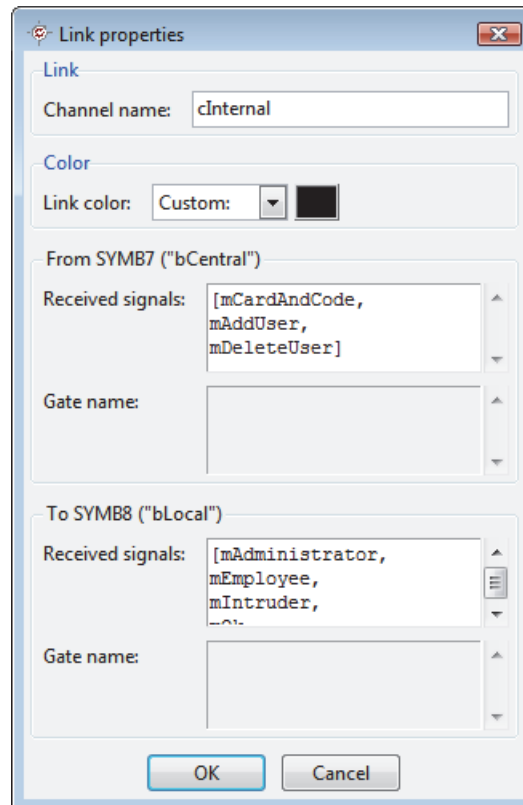 Link properties
Link
Channel name: cInternal
Color
Link color: Custom:
From SYMB7 ("bCentral")
Received signals: [mCardAndCode,
mAddUser,
mDeleteUser]
Gate name:
To SYMB8 ("bLocal")
Received signals: [mAdministrator,
mEmployee,
mIntruder,
Gate name:
OK Cancel